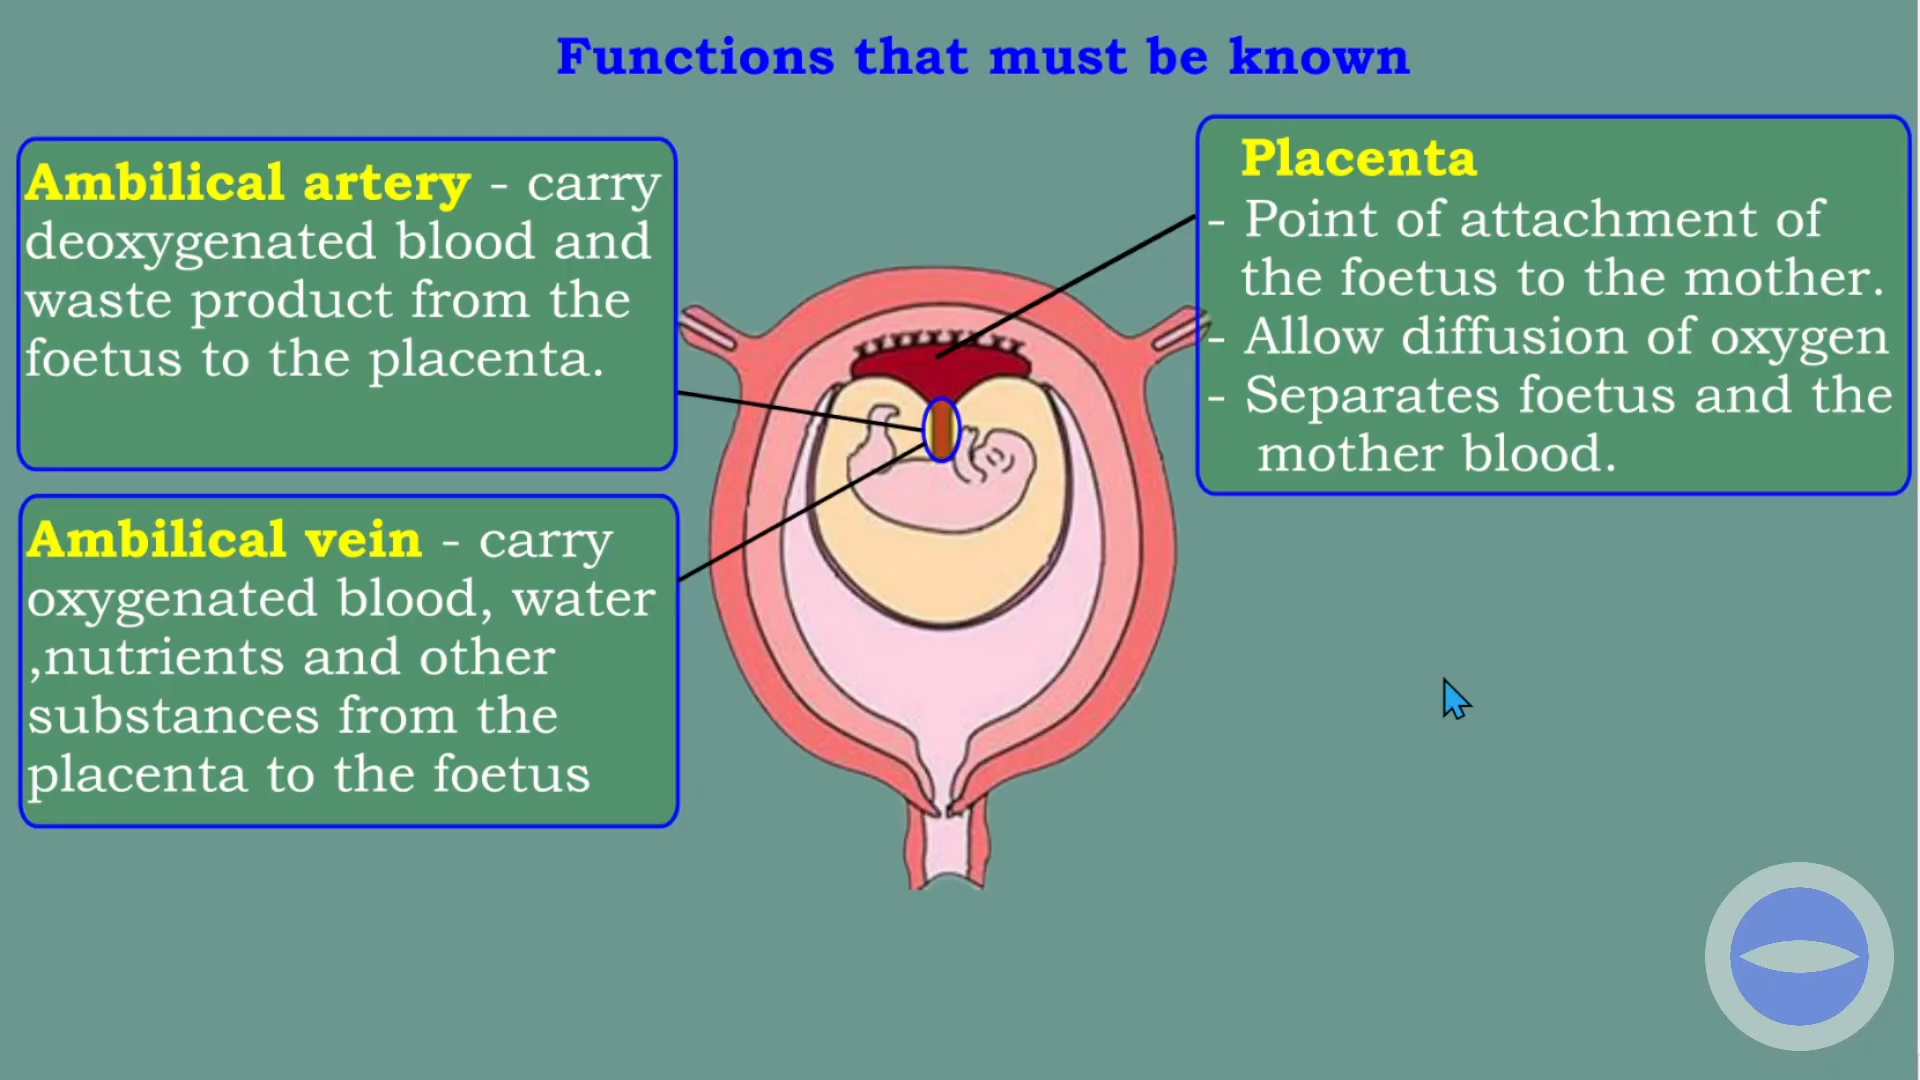 Functions that must be known
Ambilical artery - carry
deoxygenated blood and
waste product from the
foetus to the placenta.
Ambilical vein - carry
oxygenated blood, water
,nutrients and other
substances from the
placenta to the foetus
Placenta
- Point of attachment of
the foetus to the mother.
- Allow diffusion of oxygen
- Separates foetus and the
mother blood.